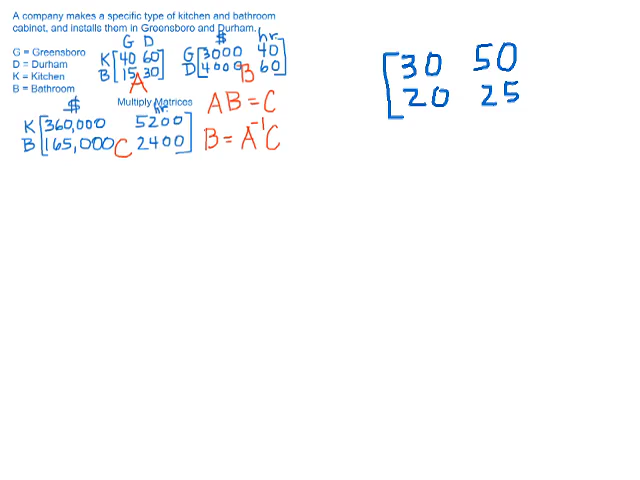 A company makes a specific type of kitchen and bathroom
cabinet, and installs them in Greensboro and Durham.
G = Greensboro
D = Durham
K = Kitchen
B = Bathroom
G D
K [40 60]
B [15 30]
A
$ hr.
G [3000 40]
D [4000 60]
B
Multiply Matrices
$ hr.
K [360,000 5200]
B [165,000 2400]
C
AB = C
B = A⁻¹C
[30 50
20 25